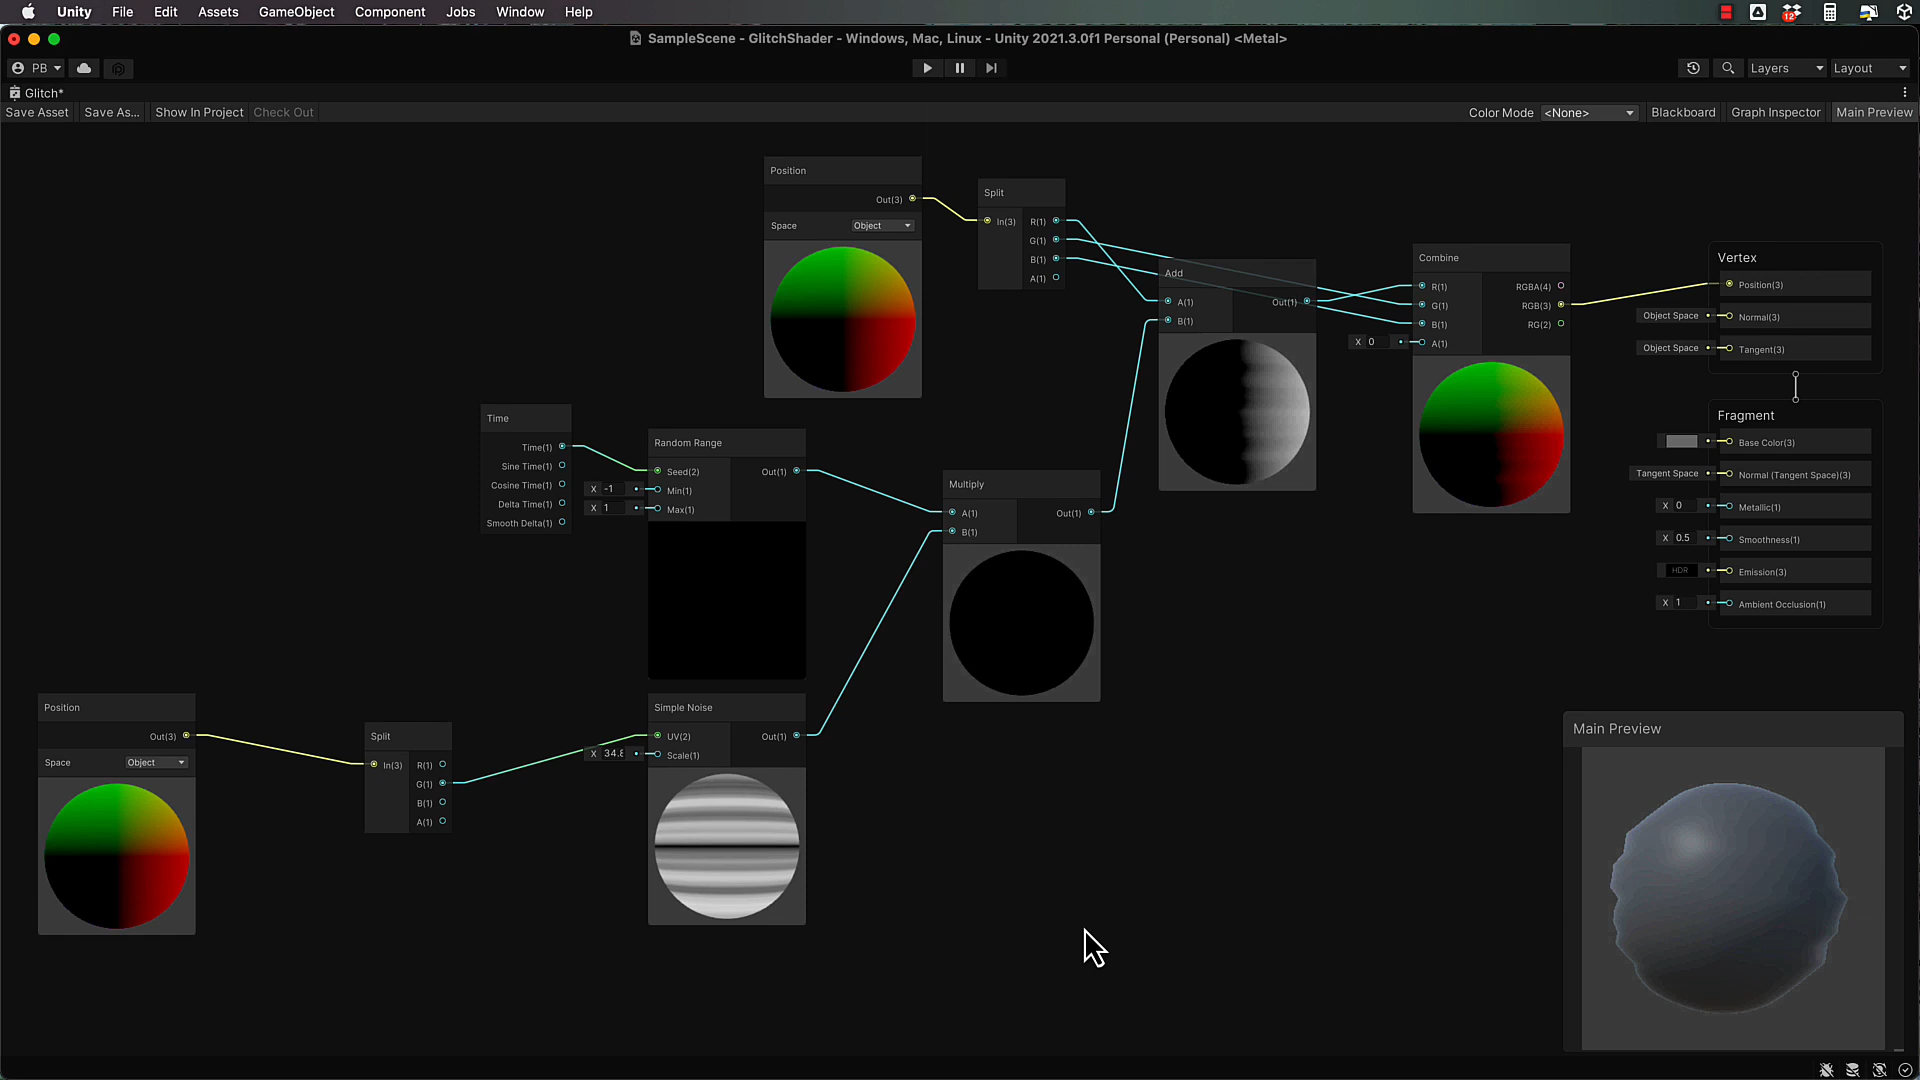 Unity File Edit Assets GameObject Component Jobs Window Help
12
SampleScene - GlitchShader - Windows, Mac, Linux - Unity 2021.3.0f1 Personal (Personal) <Metal>
PB
Layers
Layout
Glitch*
Save Asset
Save As...
Show In Project
Check Out
Color Mode
<None>
Blackboard
Graph Inspector
Main Preview
Position
Out(3)
Space
Object
Split
In(3)
R(1)
G(1)
B(1)
A(1)
Add
A(1)
B(1)
Out(1)
Combine
R(1)
G(1)
B(1)
A(1)
X 0
RGBA(4)
RGB(3)
RG(2)
Vertex
Position(3)
Object Space
Normal(3)
Object Space
Tangent(3)
Fragment
Base Color(3)
Tangent Space
Normal (Tangent Space)(3)
X 0
Metallic(1)
X 0.5
Smoothness(1)
HDR
Emission(3)
X 1
Ambient Occlusion(1)
Time
Time(1)
Sine Time(1)
Cosine Time(1)
Delta Time(1)
Smooth Delta(1)
Random Range
Seed(2)
Out(1)
X -1
Min(1)
X 1
Max(1)
Multiply
A(1)
B(1)
Out(1)
Position
Out(3)
Space
Object
Split
In(3)
R(1)
G(1)
B(1)
A(1)
Simple Noise
UV(2)
Out(1)
X 34.8
Scale(1)
Main Preview